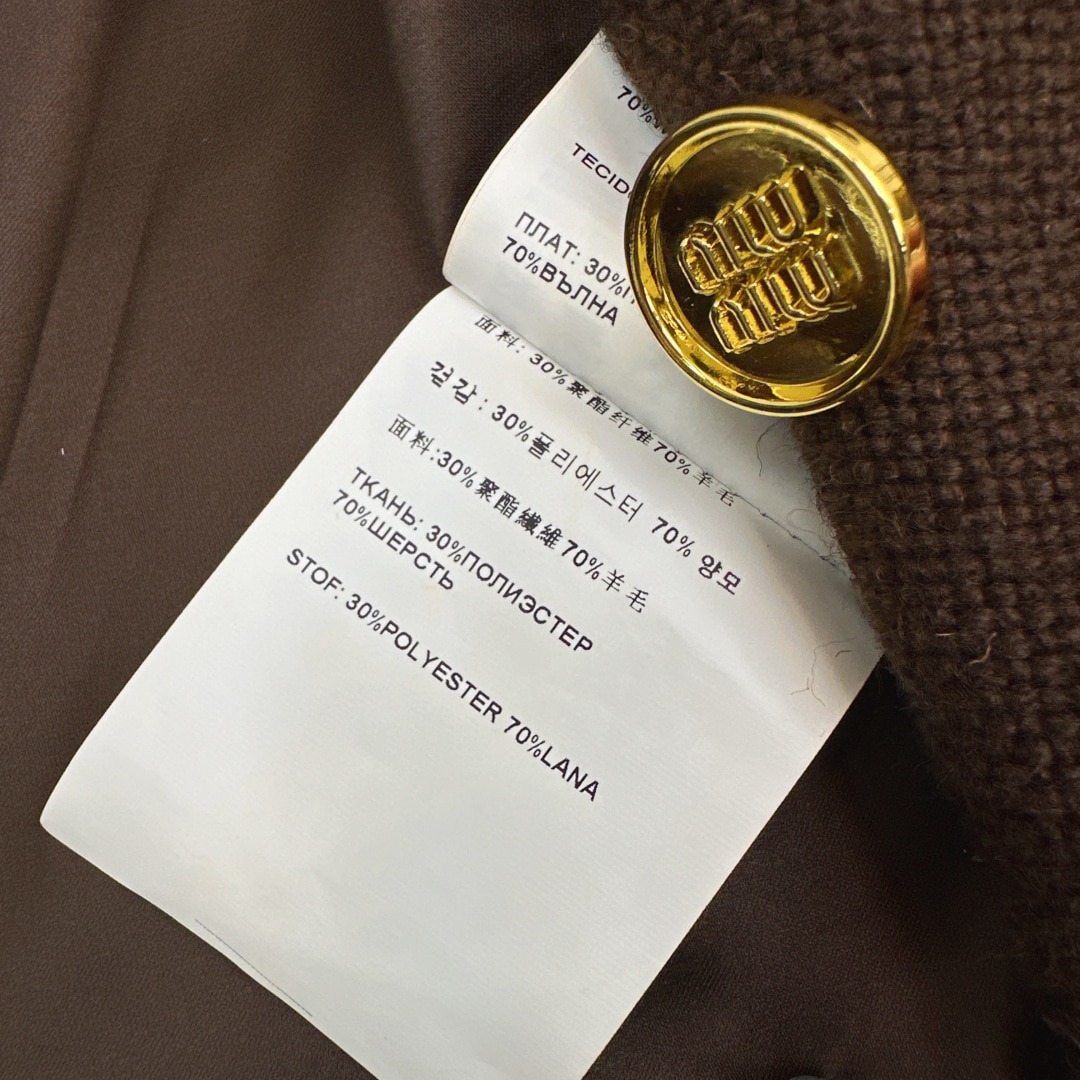 70%
TECID
ПЛАТ: 30%П
70%ВЪЛНА
面料: 30%聚酯纤维70%羊毛
겉감 : 30%폴리에스터 70% 양모
面料:30%聚酯纖維70%羊毛
ТКАНЬ: 30%ПОЛИЭСТЕР
70%ШЕРСТЬ
STOF: 30%POLYESTER 70%LANA
miu
miu